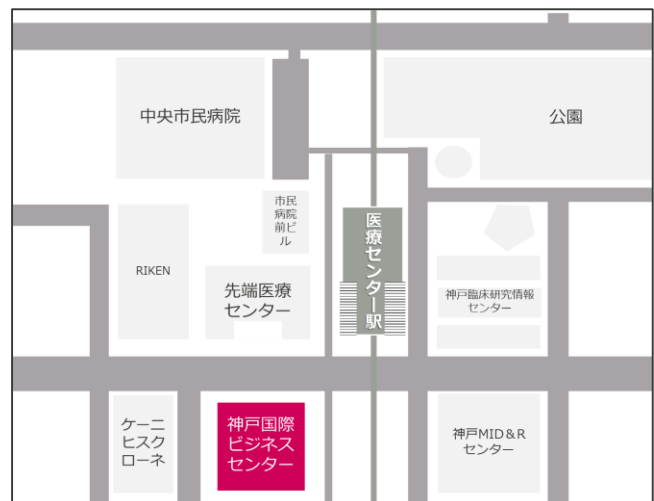 中央市民病院
公園
市民
病院
前ビ
ル
医療センター駅
RIKEN
先端医療
センター
神戸臨床研究情報
センター
ケーニ
ヒスク
ローネ
神戸国際
ビジネス
センター
神戸MID＆R
センター